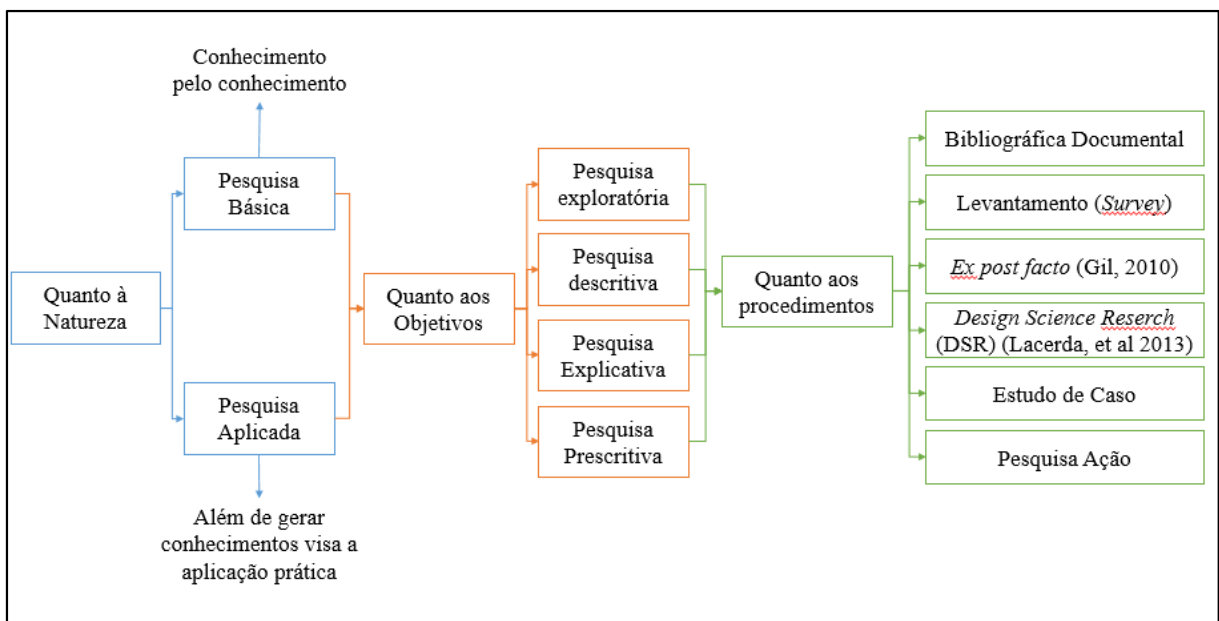 Conhecimento
pelo conhecimento
Pesquisa
Básica
Quanto à
Natureza
Pesquisa
Aplicada
Além de gerar
conhecimentos visa a
aplicação prática
Quanto aos
Objetivos
Pesquisa
exploratória
Pesquisa
descritiva
Pesquisa
Explicativa
Pesquisa
Prescritiva
Quanto aos
procedimentos
Bibliográfica Documental
Levantamento (Survey)
Ex post facto (Gil, 2010)
Design Science Reserch
(DSR) (Lacerda, et al 2013)
Estudo de Caso
Pesquisa Ação